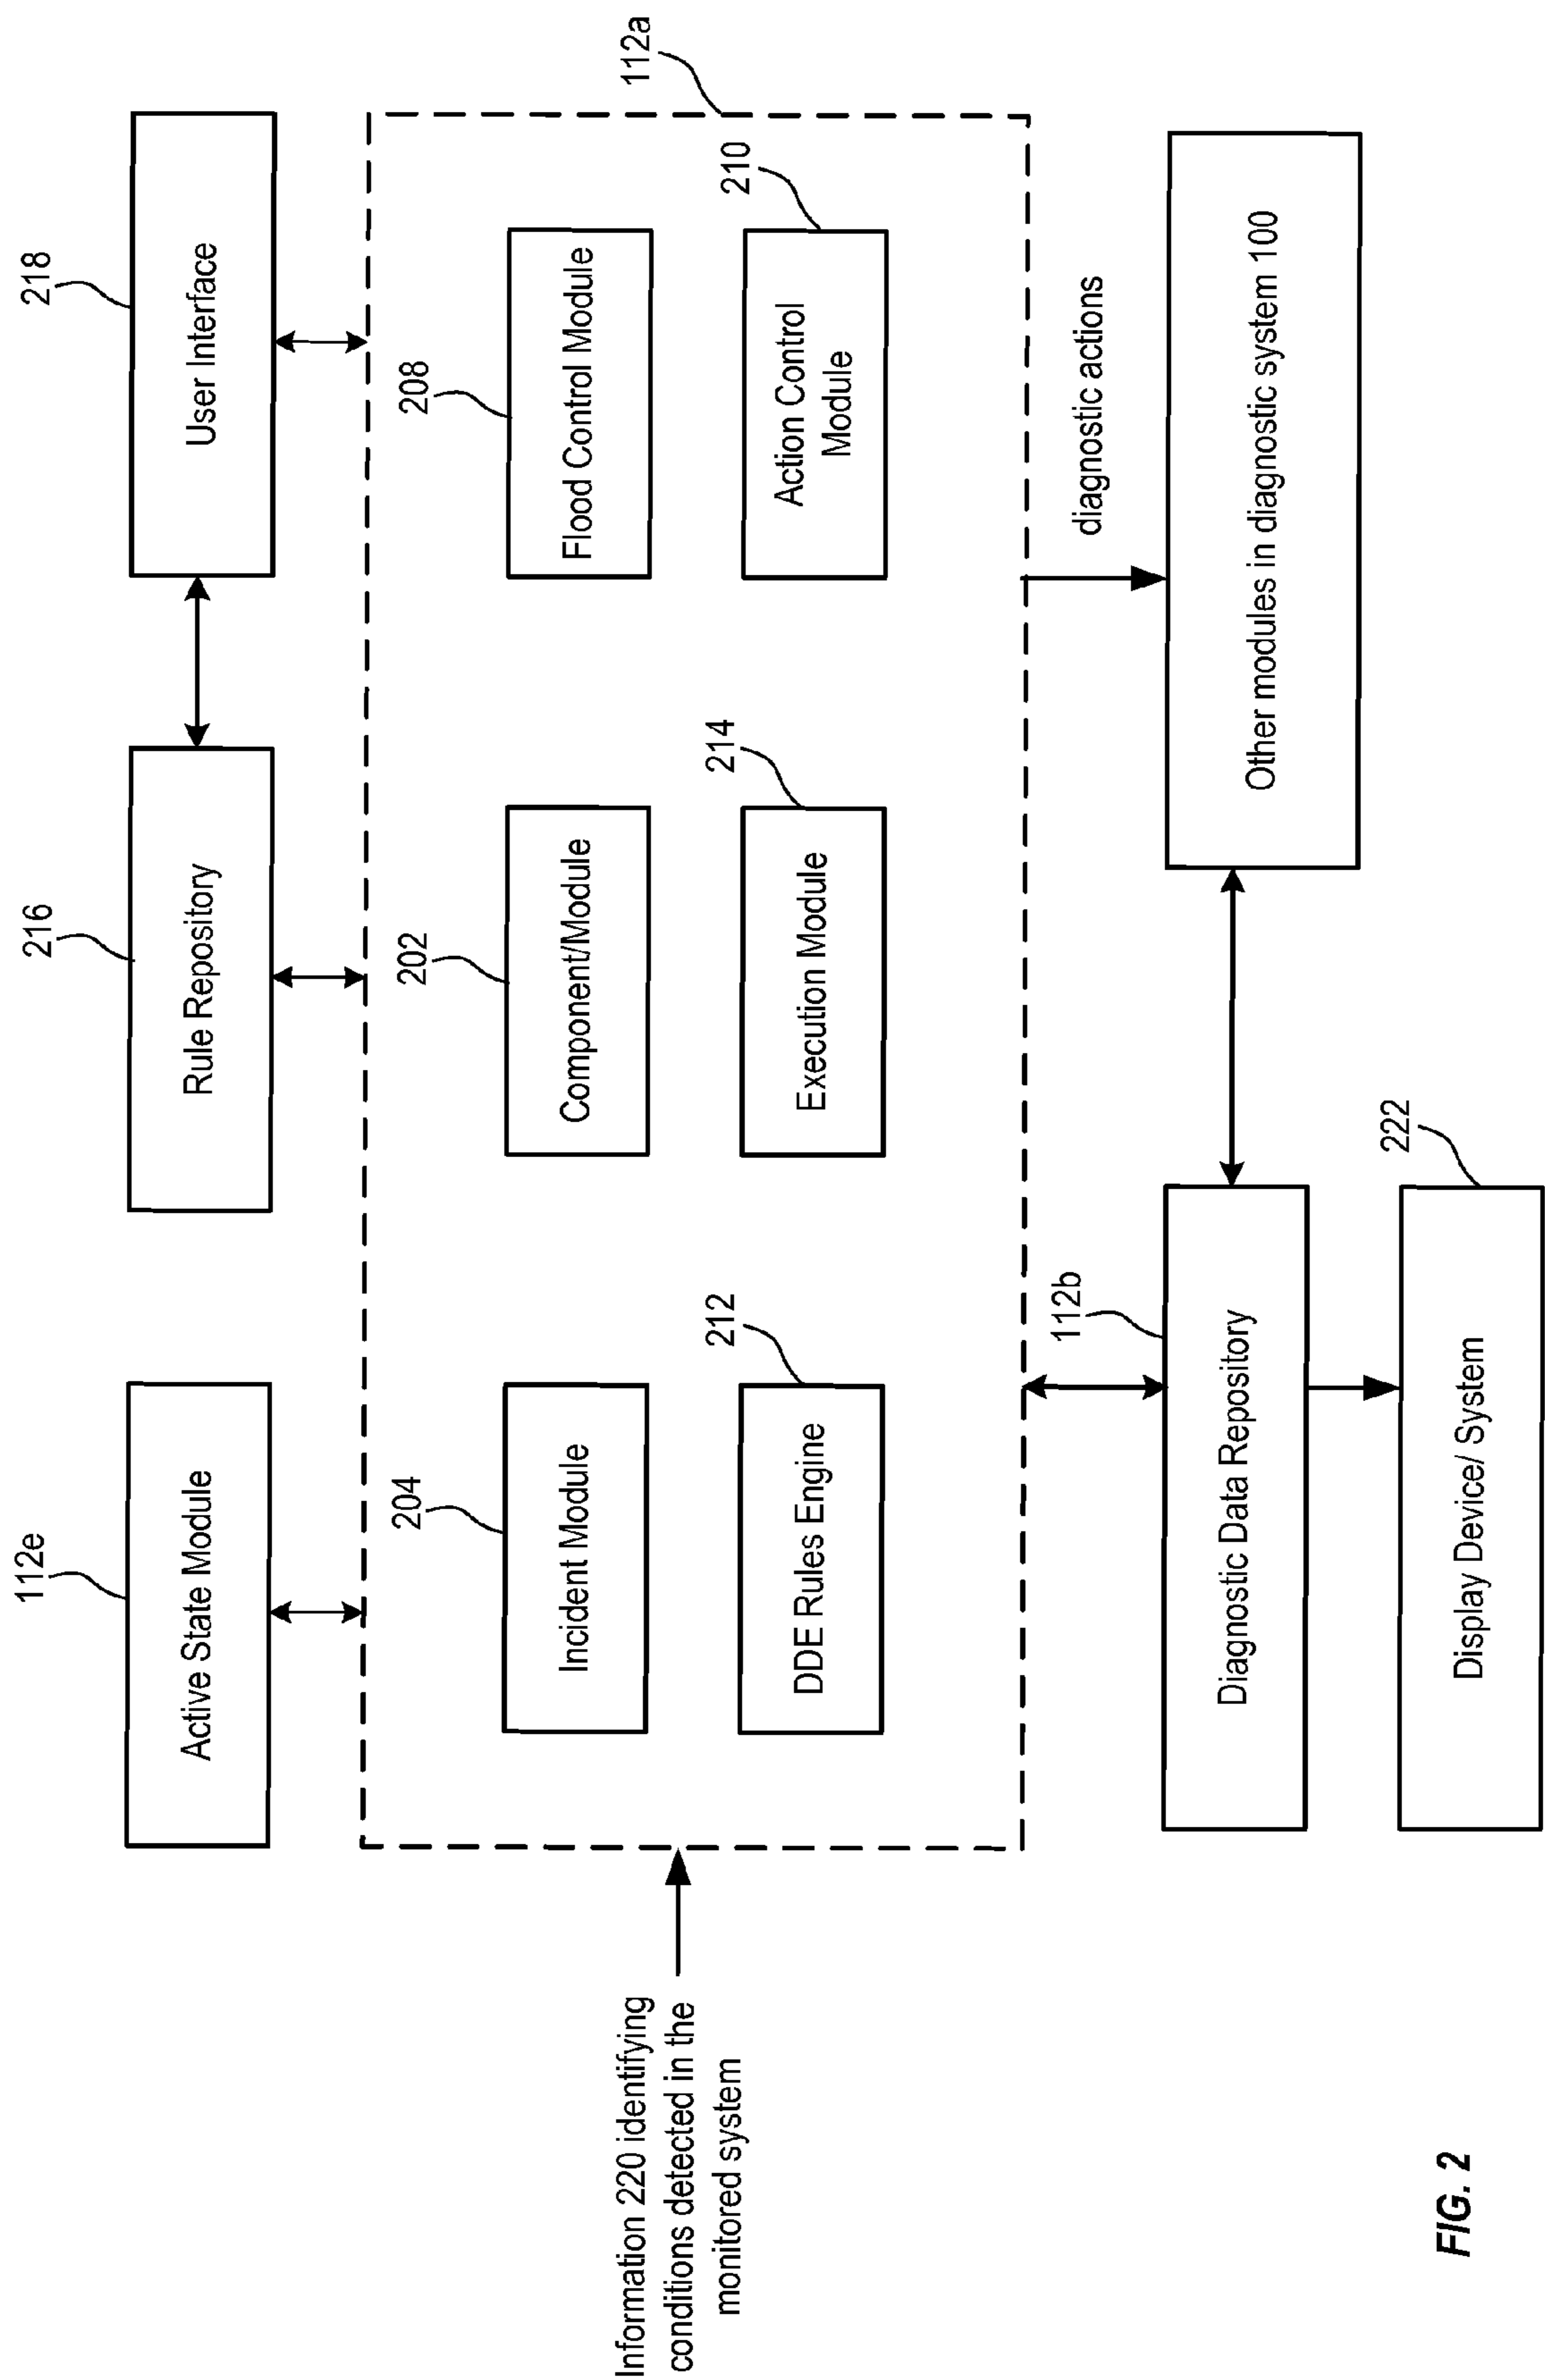 112e
Active State Module
216
Rule Repository
218
User Interface
112a
204
Incident Module
202
Component/Module
208
Flood Control Module
Information 220 identifying
conditions detected in the
monitored system
212
DDE Rules Engine
214
Execution Module
210
Action Control
Module
diagnostic actions
112b
Diagnostic Data Repository
Other modules in diagnostic system 100
222
Display Device/ System
FIG. 2